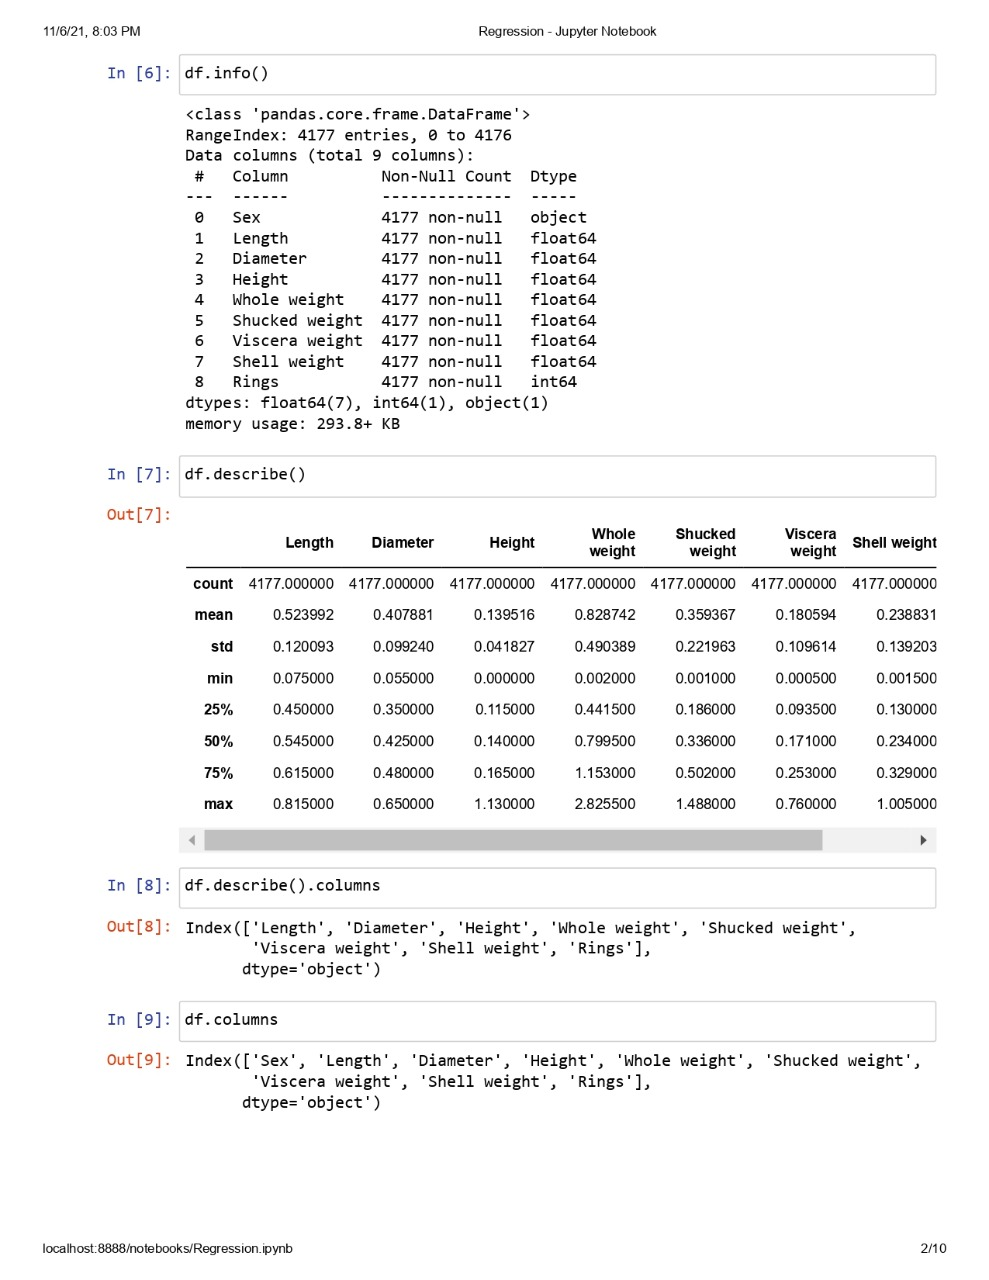 11/6/21, 8:03 PM Regression - Jupyter Notebook
In [6]: df.info()
<class 'pandas.core.frame.DataFrame'>
RangeIndex: 4177 entries, 0 to 4176
Data columns (total 9 columns):
 #   Column          Non-Null Count  Dtype
---  ------          --------------  -----
 0   Sex             4177 non-null   object
 1   Length          4177 non-null   float64
 2   Diameter        4177 non-null   float64
 3   Height          4177 non-null   float64
 4   Whole weight    4177 non-null   float64
 5   Shucked weight  4177 non-null   float64
 6   Viscera weight  4177 non-null   float64
 7   Shell weight    4177 non-null   float64
 8   Rings           4177 non-null   int64
dtypes: float64(7), int64(1), object(1)
memory usage: 293.8+ KB
In [7]: df.describe()
Out[7]:
Length Diameter Height Whole weight Shucked weight Viscera weight Shell weight
count 4177.000000 4177.000000 4177.000000 4177.000000 4177.000000 4177.000000 4177.000000
mean 0.523992 0.407881 0.139516 0.828742 0.359367 0.180594 0.238831
std 0.120093 0.099240 0.041827 0.490389 0.221963 0.109614 0.139203
min 0.075000 0.055000 0.000000 0.002000 0.001000 0.000500 0.001500
25% 0.450000 0.350000 0.115000 0.441500 0.186000 0.093500 0.130000
50% 0.545000 0.425000 0.140000 0.799500 0.336000 0.171000 0.234000
75% 0.615000 0.480000 0.165000 1.153000 0.502000 0.253000 0.329000
max 0.815000 0.650000 1.130000 2.825500 1.488000 0.760000 1.005000
In [8]: df.describe().columns
Out[8]: Index(['Length', 'Diameter', 'Height', 'Whole weight', 'Shucked weight',
'Viscera weight', 'Shell weight', 'Rings'],
dtype='object')
In [9]: df.columns
Out[9]: Index(['Sex', 'Length', 'Diameter', 'Height', 'Whole weight', 'Shucked weight',
'Viscera weight', 'Shell weight', 'Rings'],
dtype='object')
localhost:8888/notebooks/Regression.ipynb 2/10